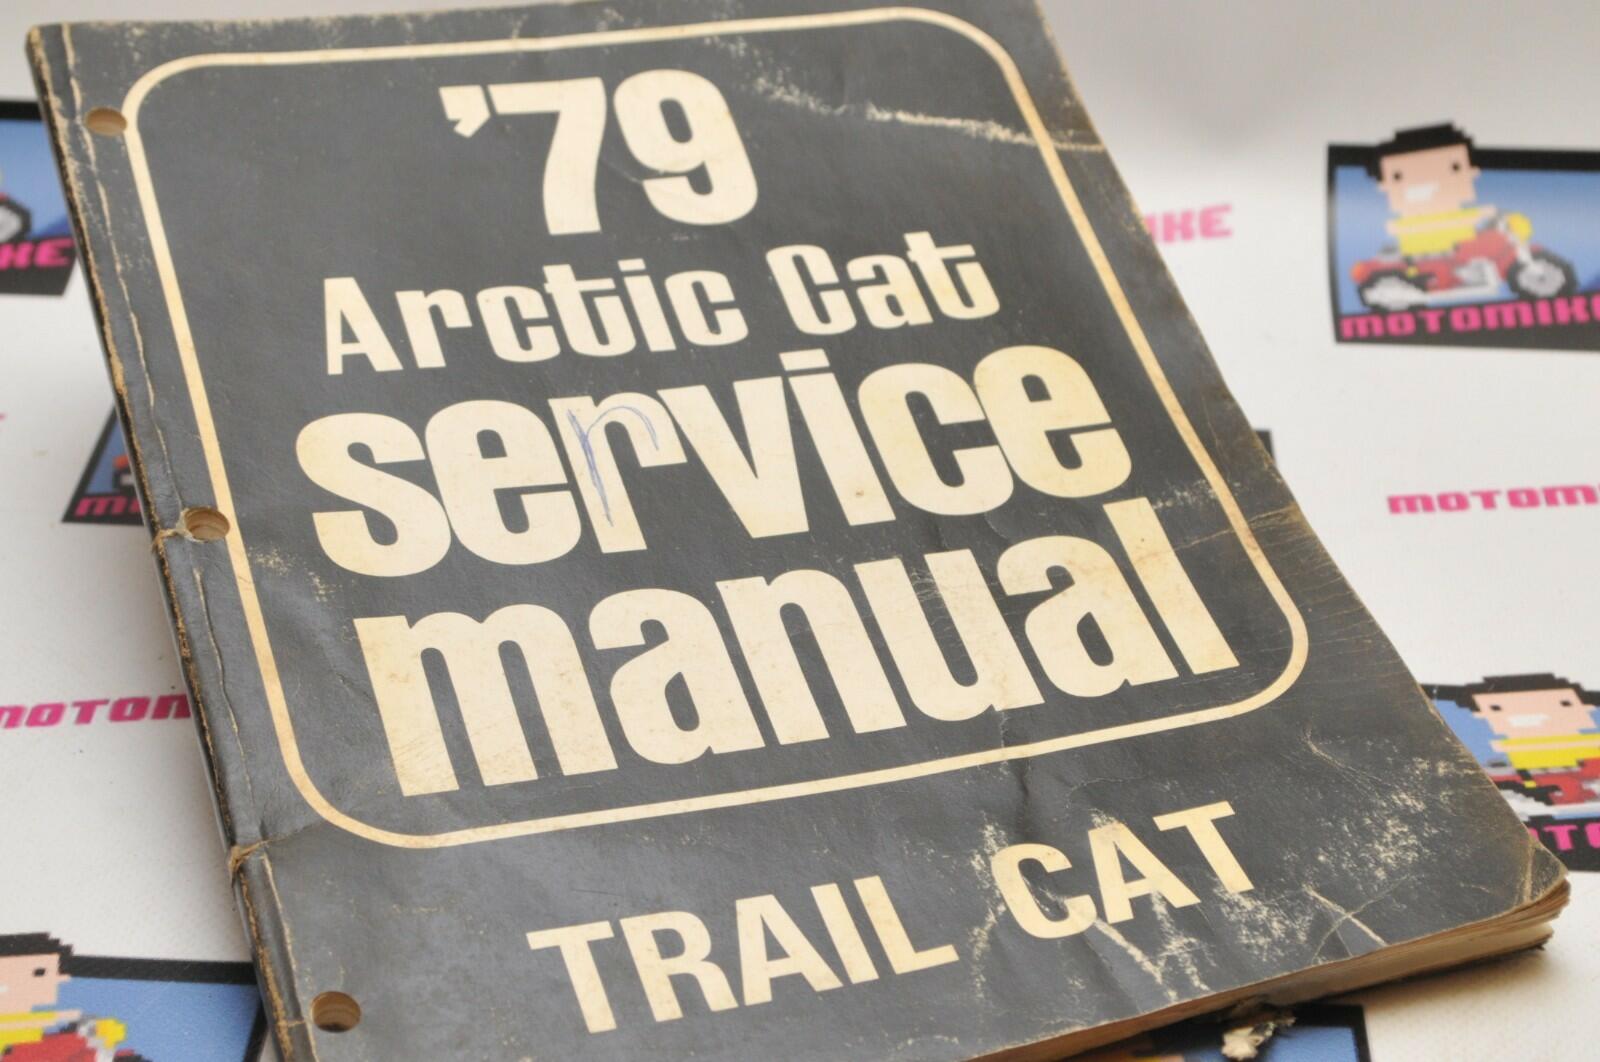 '79
Arctic Cat
service
manual
TRAIL CAT
MOTOMIKE
MOTOMIKE